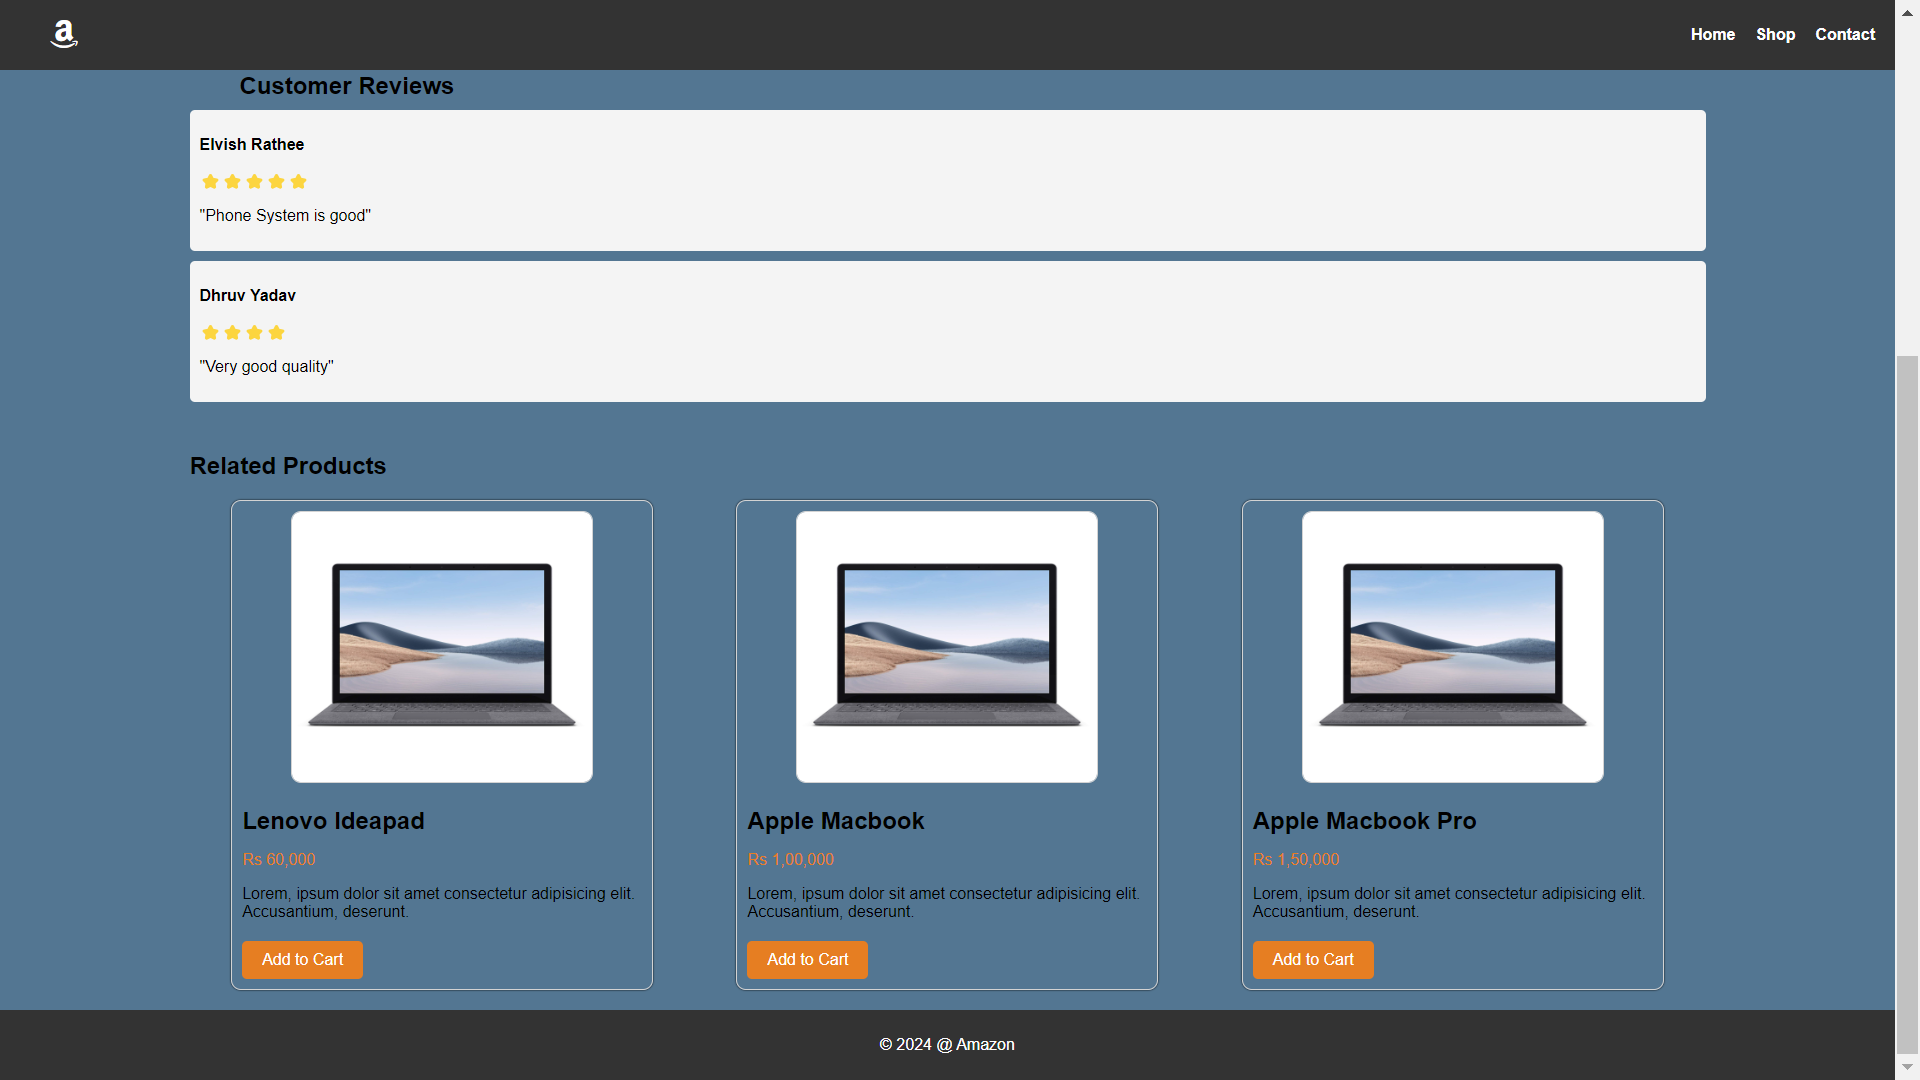 a
Home Shop Contact
Customer Reviews
Elvish Rathee
"Phone System is good"
Dhruv Yadav
"Very good quality"
Related Products
Lenovo Ideapad
Rs 60,000
Lorem, ipsum dolor sit amet consectetur adipisicing elit.
Accusantium, deserunt.
Add to Cart
Apple Macbook
Rs 1,00,000
Lorem, ipsum dolor sit amet consectetur adipisicing elit.
Accusantium, deserunt.
Add to Cart
Apple Macbook Pro
Rs 1,50,000
Lorem, ipsum dolor sit amet consectetur adipisicing elit.
Accusantium, deserunt.
Add to Cart
© 2024 @ Amazon